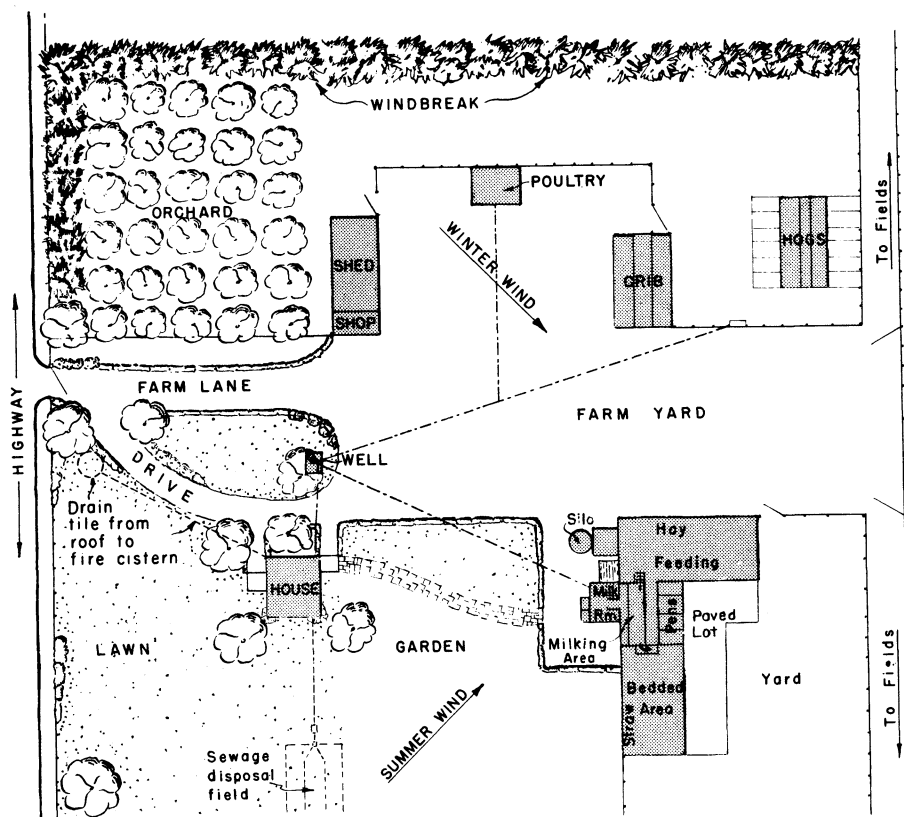 WINDBREAK
POULTRY
ORCHARD
HOGS
To Fields
SHED
WINTER WIND
CRIB
SHOP
HIGHWAY
FARM LANE
FARM YARD
DRIVE
WELL
Drain
tile from
roof to
fire cistern
Silo
Hay
Feeding
HOUSE
Milk
Rm.
Pens
Paved
Lot
LAWN
GARDEN
Milking
Area
Straw
Bedded
Area
Yard
To Fields
SUMMER WIND
Sewage
disposal
field